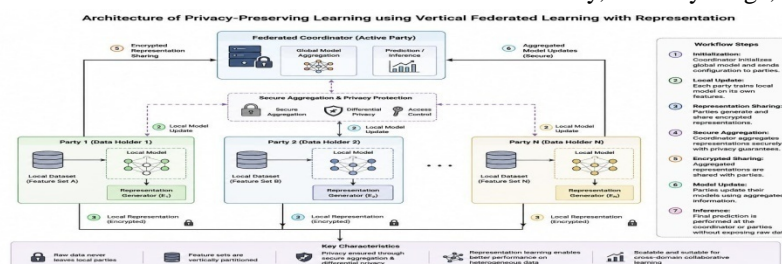 Architecture of Privacy-Preserving Learning using Vertical Federated Learning with Representation
5 Encrypted
Representation
Sharing
Federated Coordinator (Active Party)
Global Model
Aggregation
Prediction /
Inference
6 Aggregated
Model Updates
(Secure)
Secure Aggregation & Privacy Protection
Secure
Aggregation
Differential
Privacy
Access
Control
2 Local Model
Update
Local Model
Update
Local Model
Update
Party 1 (Data Holder 1)
Local Model
Local Dataset
(Feature Set A)
Representation
Generator
Party 2 (Data Holder 2)
Local Model
Local Dataset
(Feature Set B)
Representation
Generator
...
Party N (Data Holder N)
Local Model
Local Dataset
(Feature Set N)
Representation
Generator
Local Representation
(Encrypted)
Local Representation
(Encrypted)
Local Representation
(Encrypted)
Workflow Steps
1 Initialization:
Coordinator initializes
global model and sends
configuration to parties.
2 Local Update:
Each party trains local
model on its own
features.
3 Representation Sharing:
Parties generate and
share encrypted
representations.
4 Secure Aggregation:
Coordinator aggregates
representations securely
with privacy guarantees.
5 Encrypted Sharing:
Aggregated
representations are
shared with parties.
6 Model Update:
Parties update their
models using aggregated
information.
7 Inference:
Final prediction is
performed at the
coordinator or parties
without exposing raw
Key Characteristics
Raw data never
leaves local parties
Feature sets are
vertically partitioned
Privacy ensured through
secure aggregation &
differential privacy
Representation learning enables
better performance on
heterogeneous data
Scalable and suitable for
cross-domain collaborative
learning